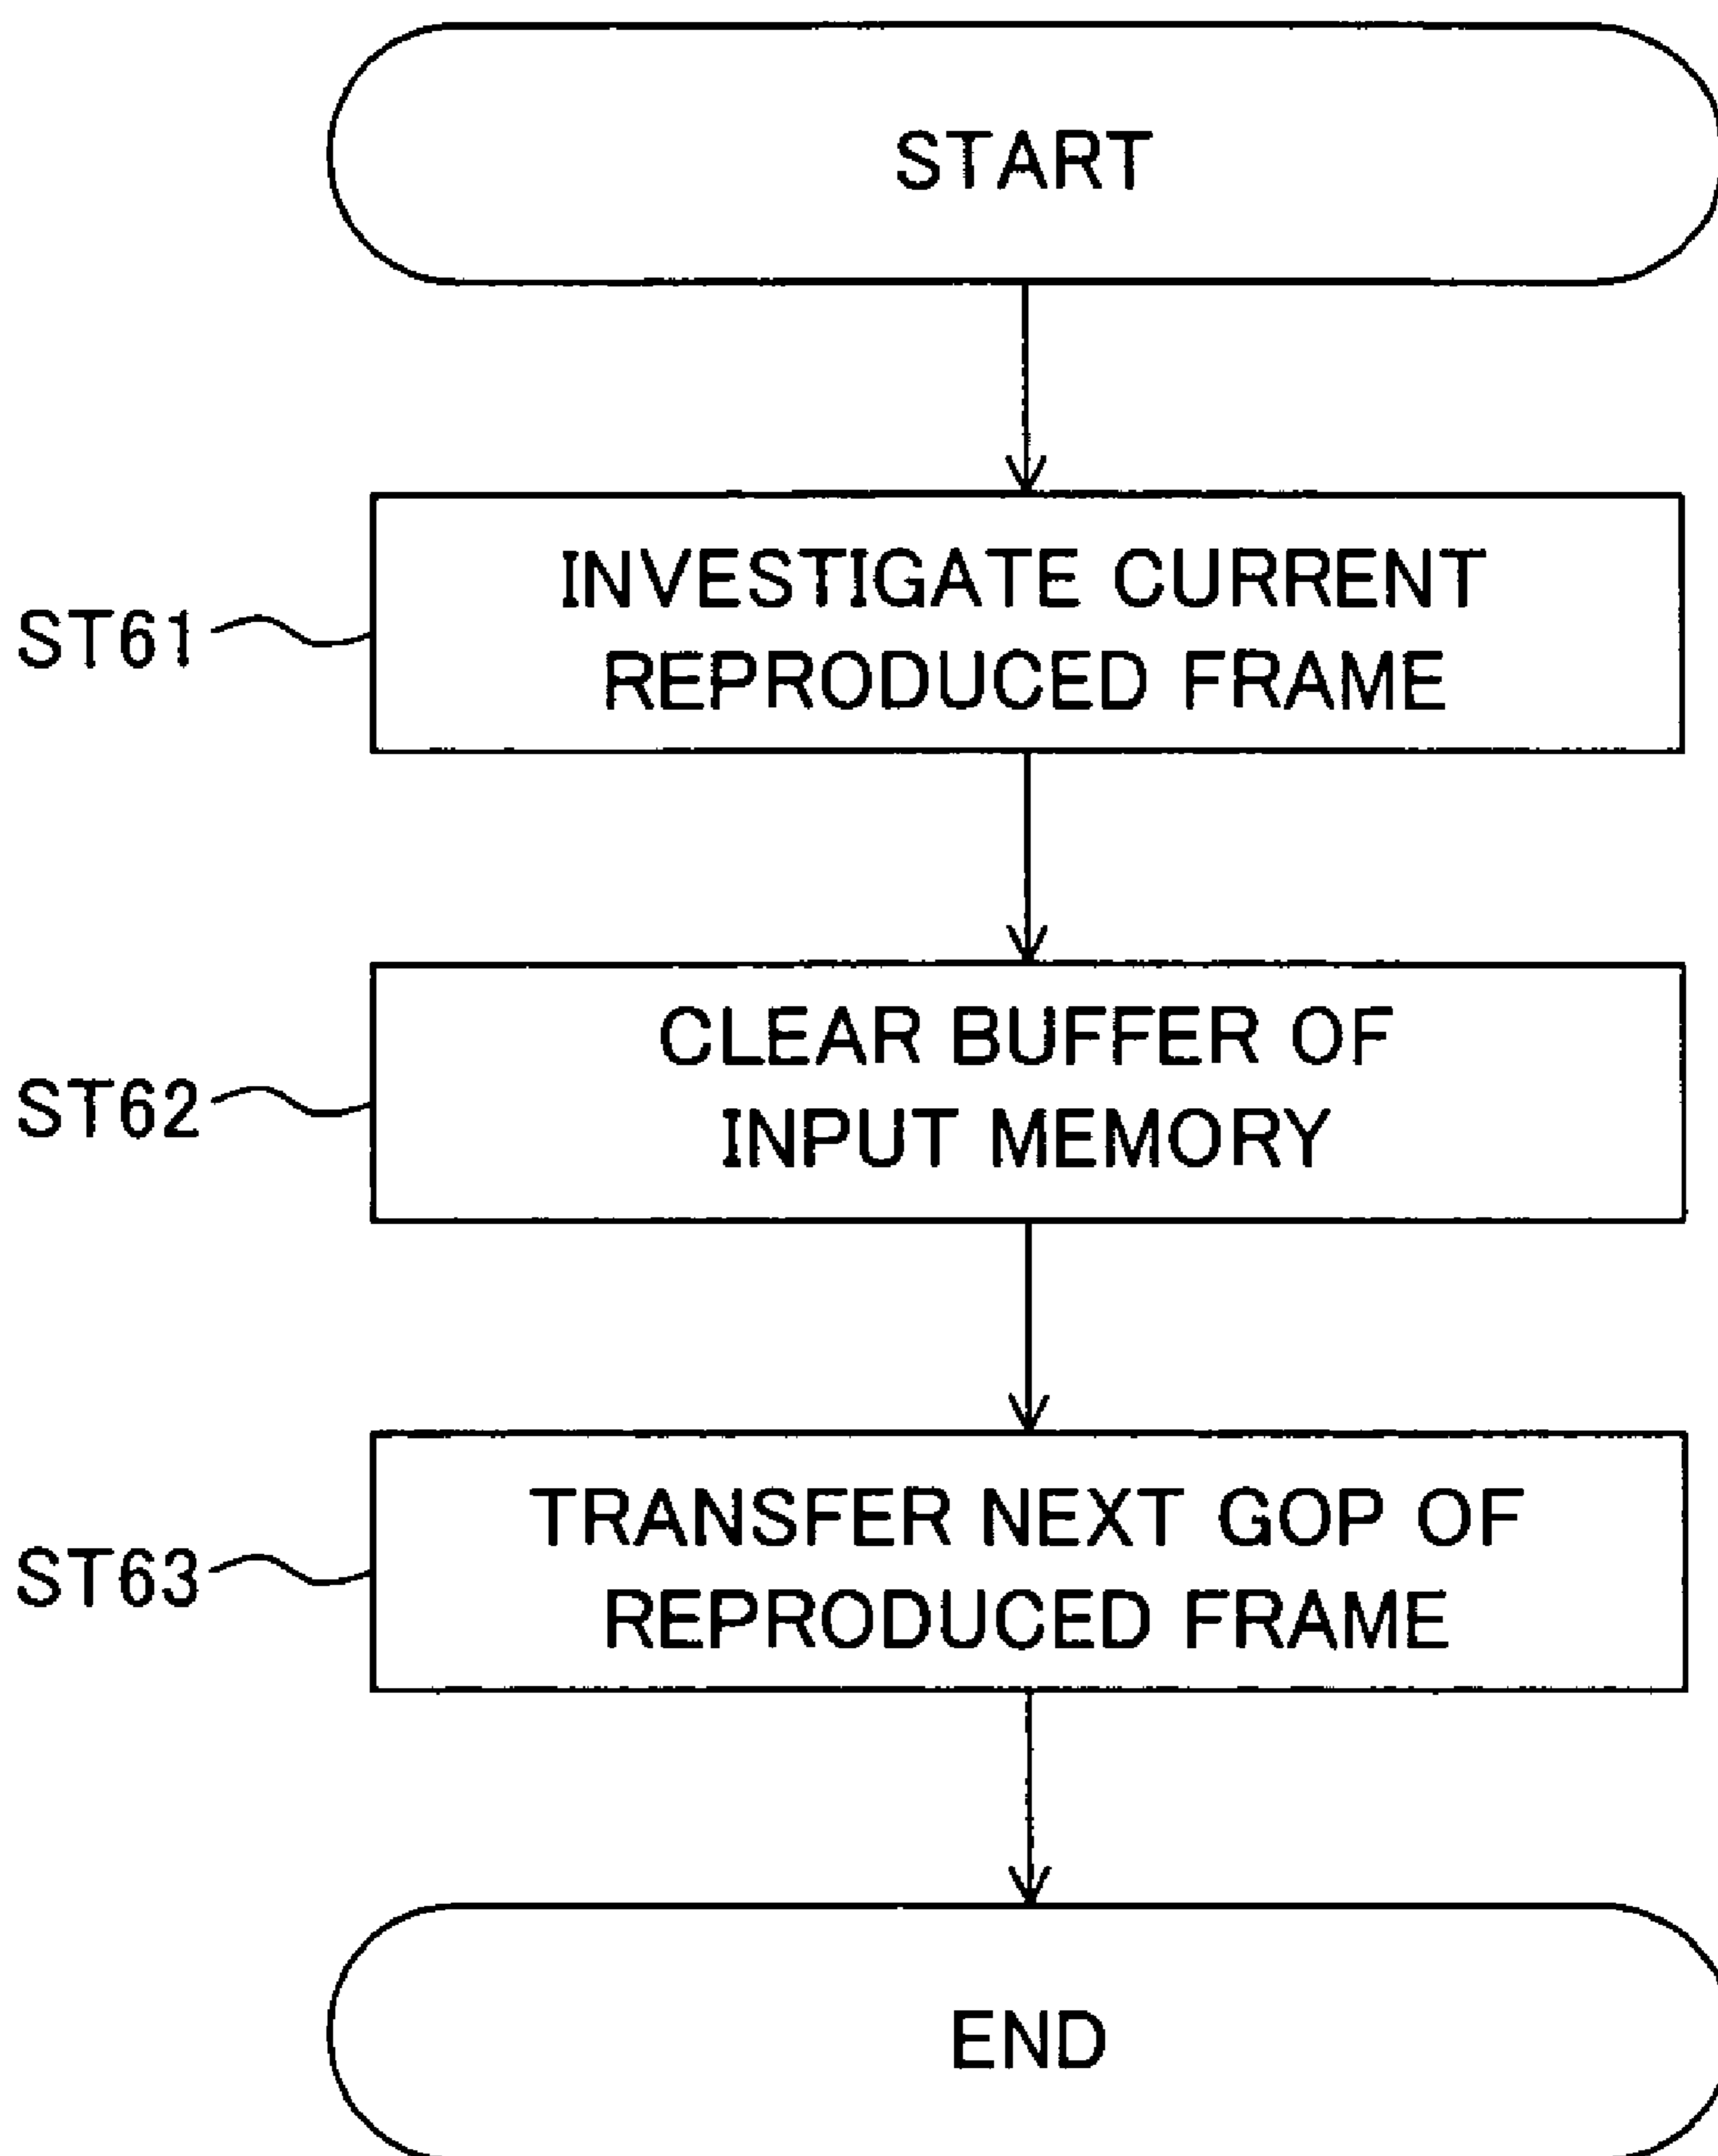 START
INVESTIGATE CURRENT
REPRODUCED FRAME
ST61
CLEAR BUFFER OF
INPUT MEMORY
ST62
TRANSFER NEXT GOP OF
REPRODUCED FRAME
ST63
END